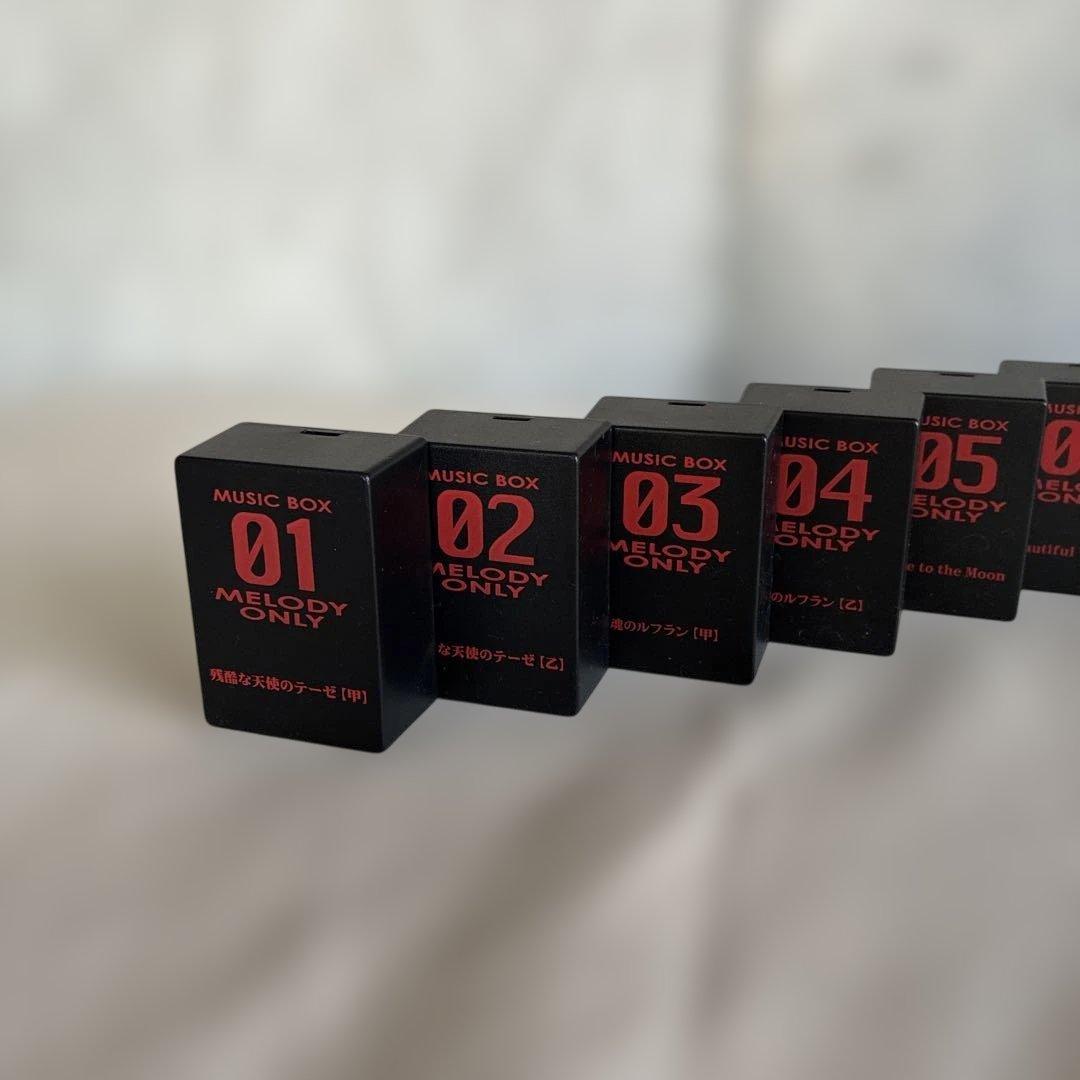 MUSIC BOX
01
MELODY
ONLY
残酷な天使のテーゼ【甲】
MUSIC BOX
02
MELODY
ONLY
な天使のテーゼ【乙】
MUSIC BOX
03
MELODY
ONLY
魂のルフラン【甲】
MUSIC BOX
04
MELODY
ONLY
のルフラン【乙】
MUSIC BOX
05
MELODY
ONLY
to the Moon